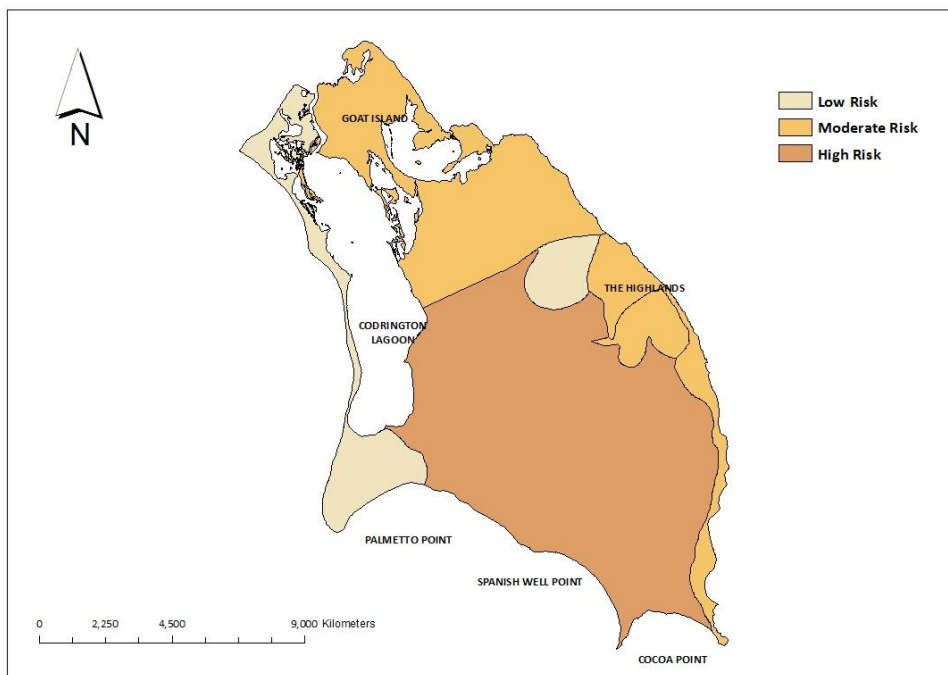 N
GOAT ISLAND
Low Risk
Moderate Risk
High Risk
THE HIGHLANDS
CODRINGTON
LAGOON
PALMETTO POINT
SPANISH WELL POINT
COCOA POINT
0 2,250 4,500 9,000 Kilometers